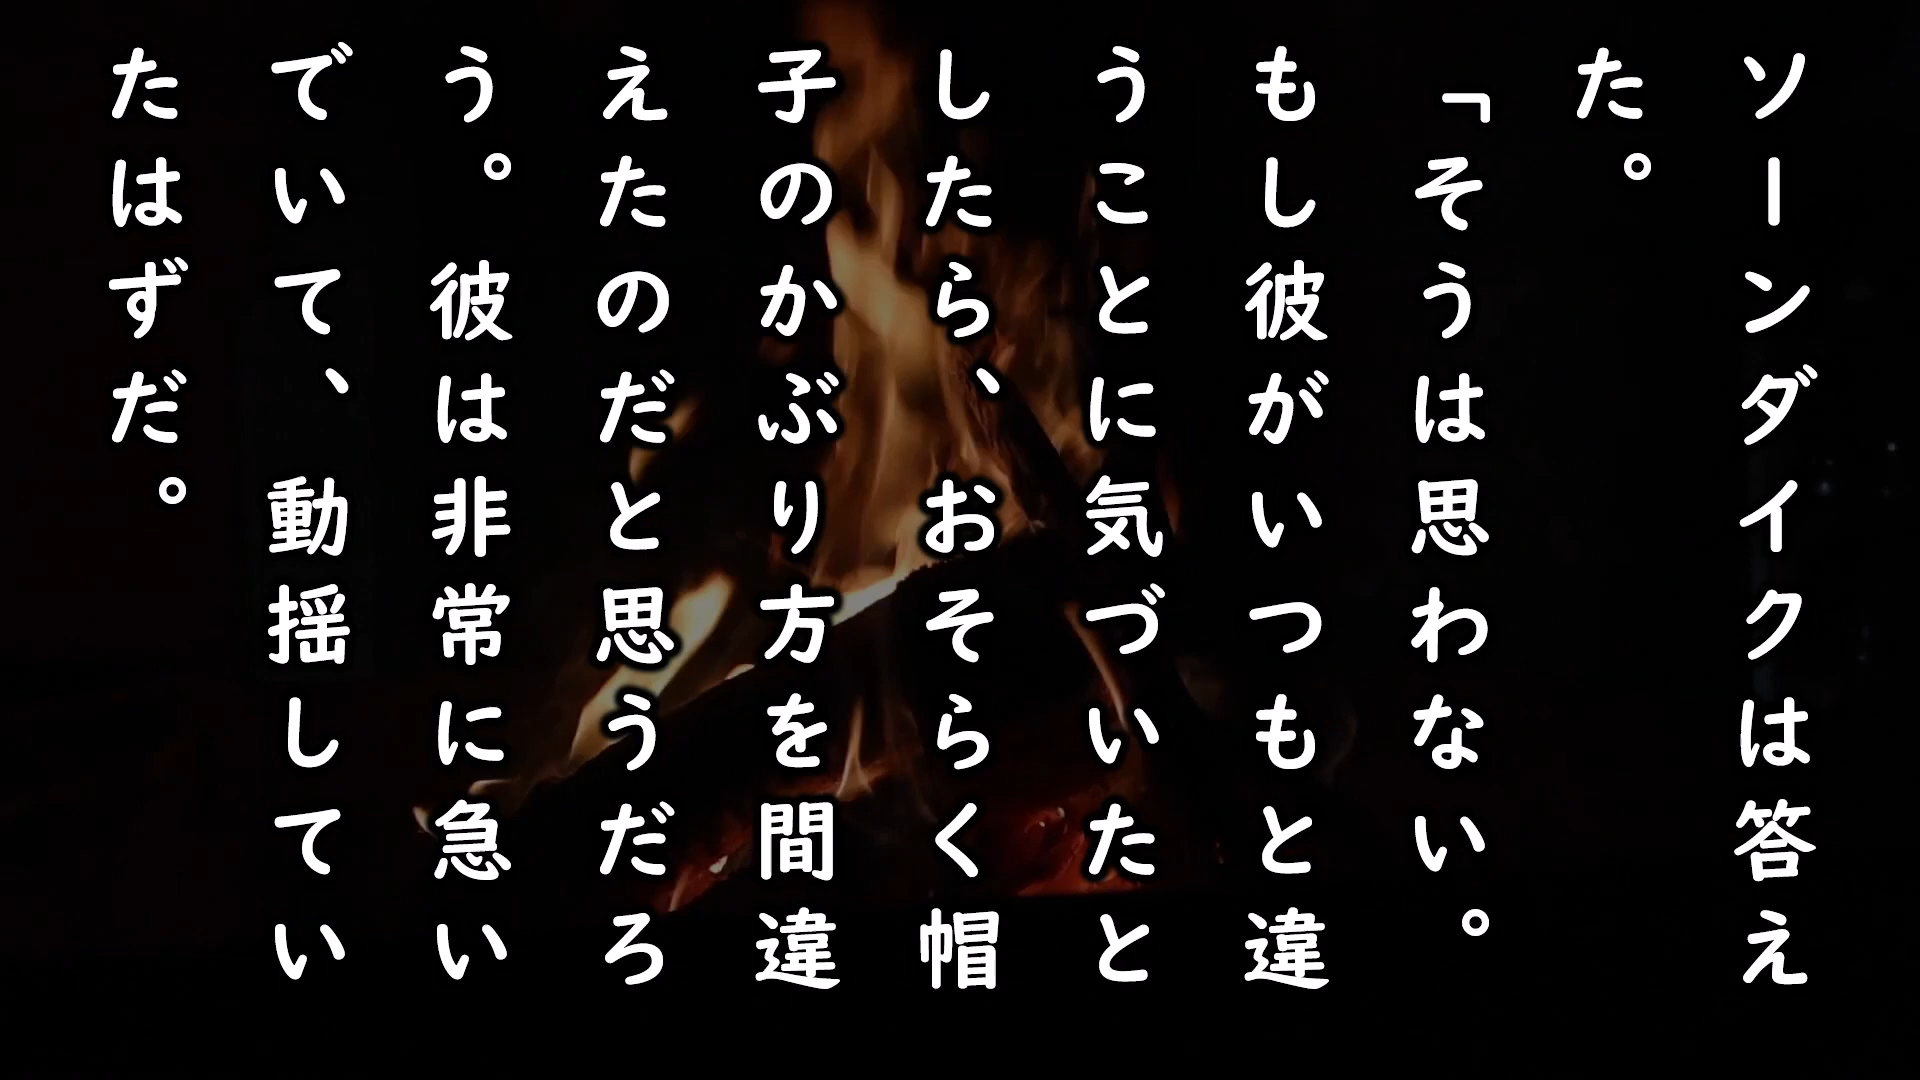 ソーンダイクは答え
た。
「そうは思わない。
もし彼がいつもと違
うことに気づいたと
したら、おそらく帽
子のかぶり方を間違
えたのだと思うだろ
う。彼は非常に急い
でいて、動揺してい
たはずだ。